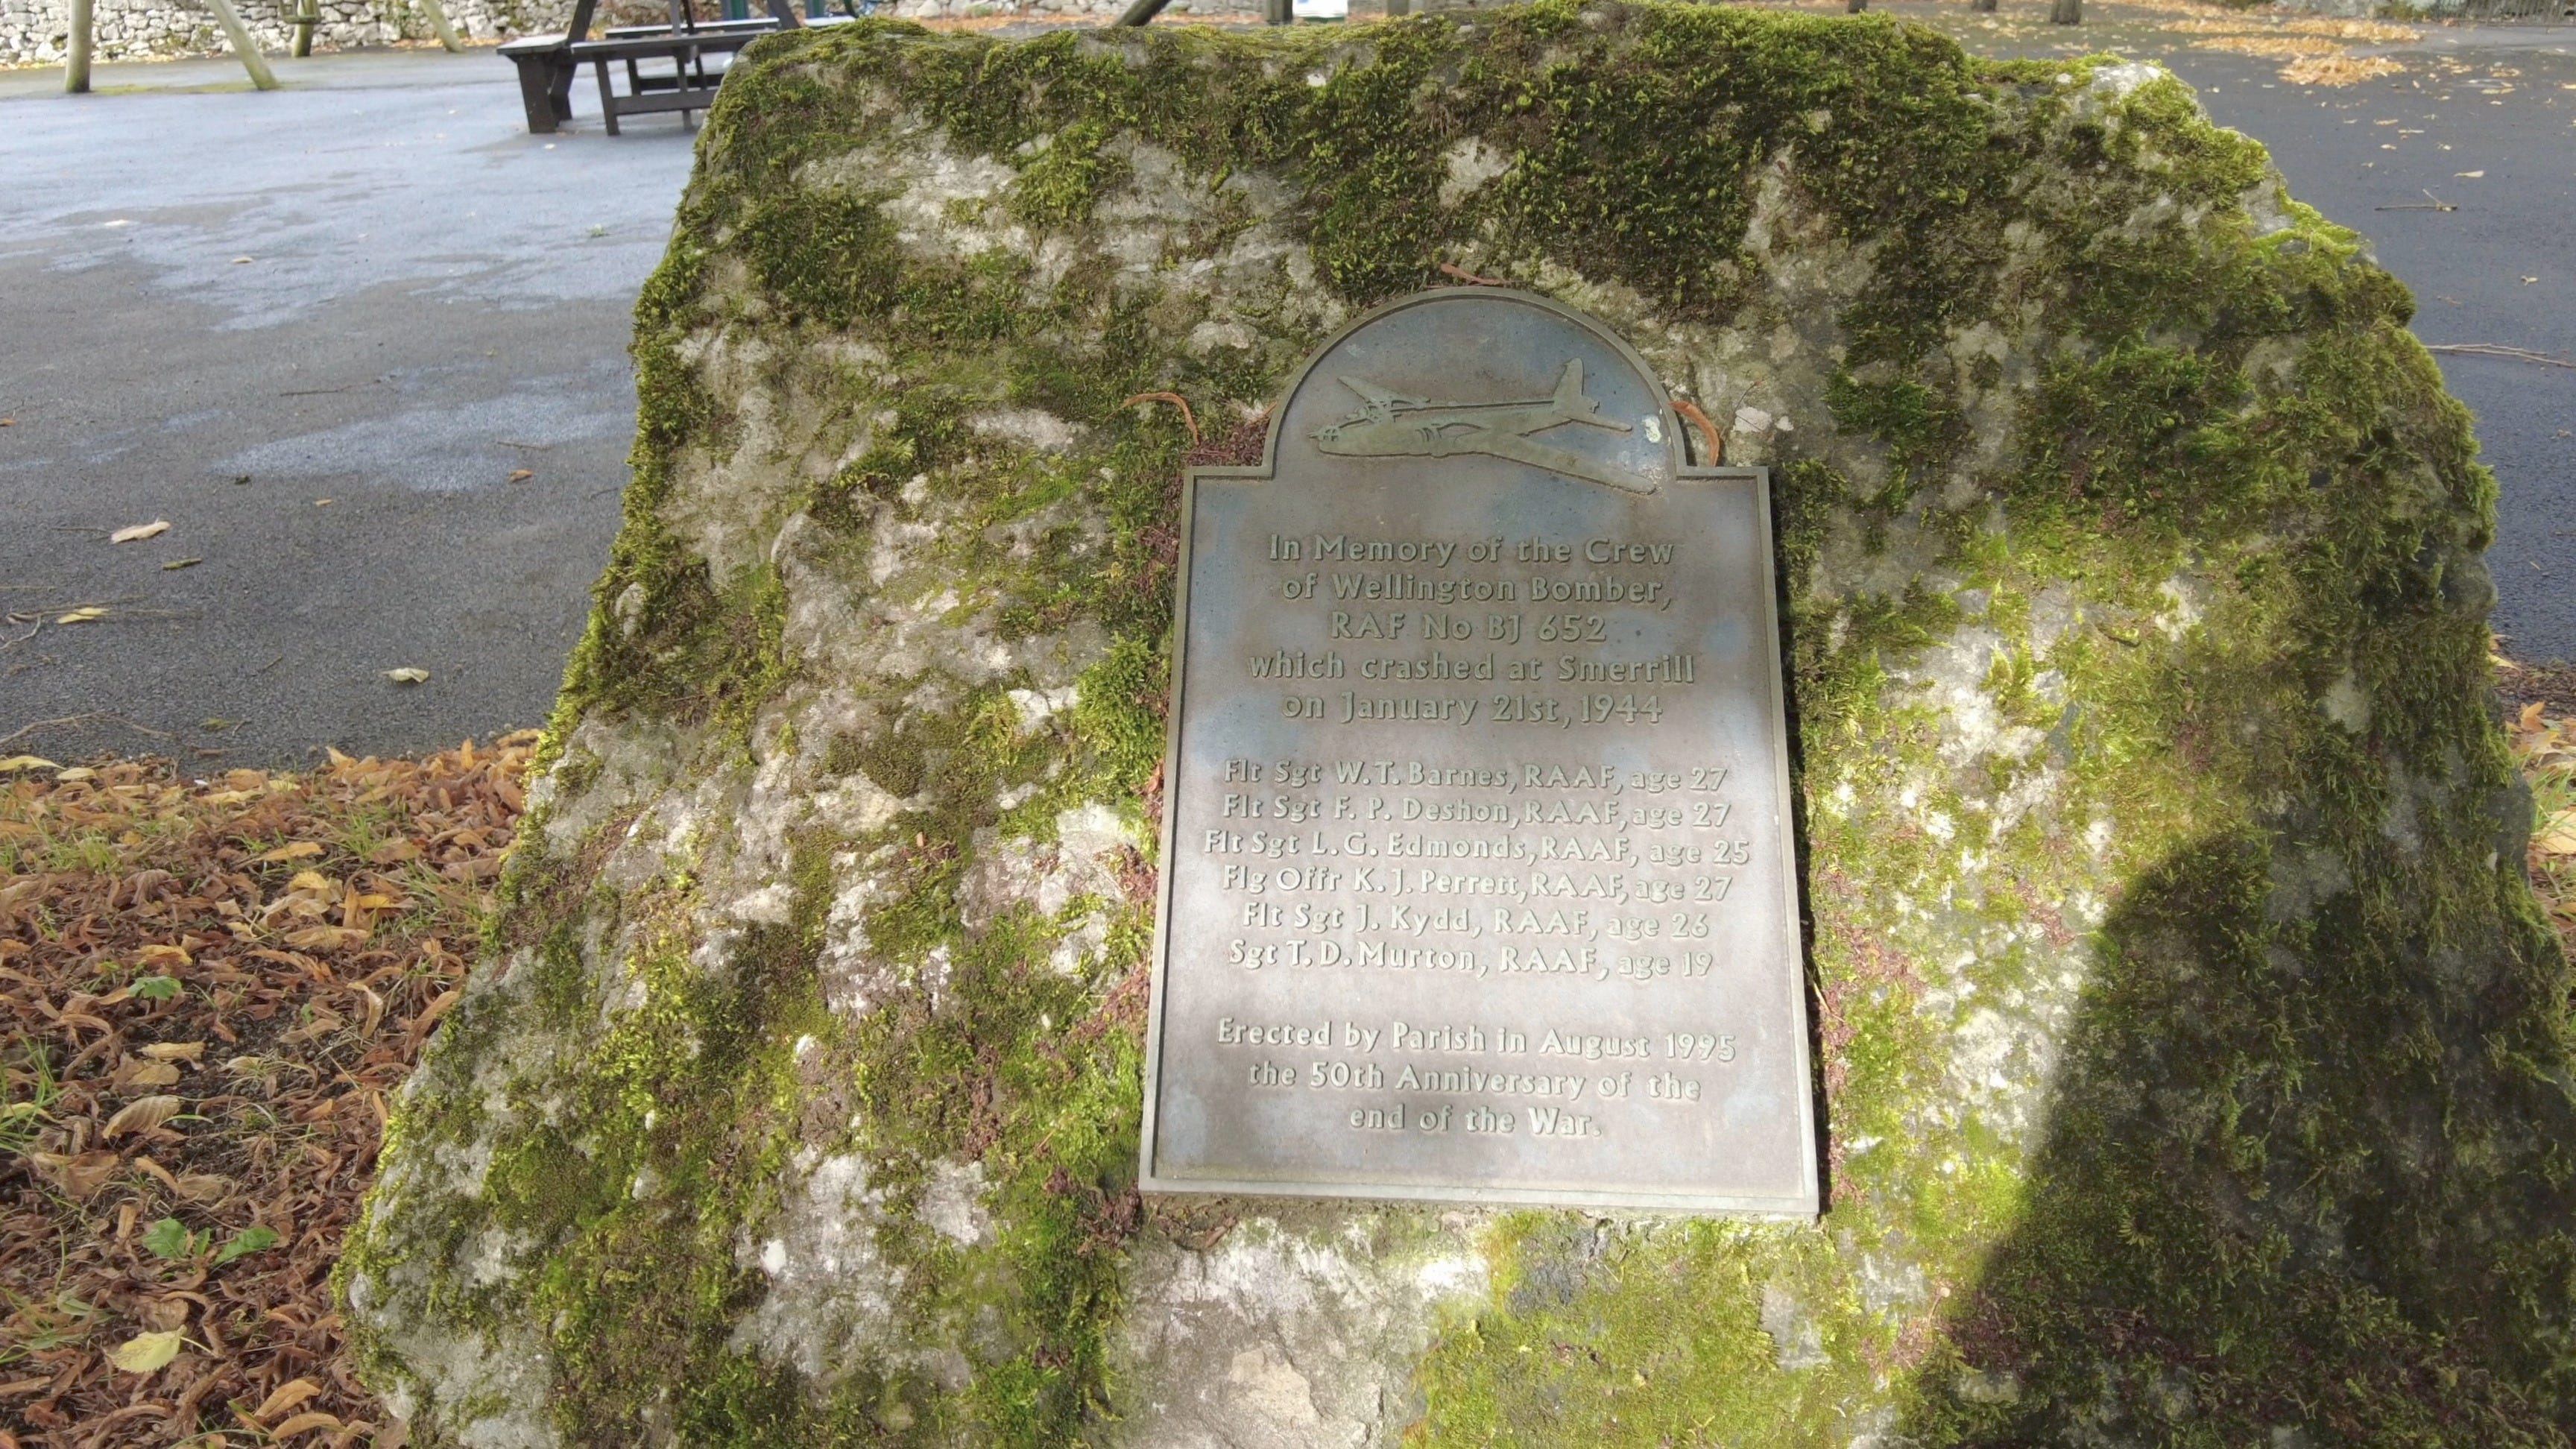 In Memory of the Crew
of Wellington Bomber,
RAF No BJ 652
which crashed at Smerrill
on January 21st, 1944
Flt Sgt W.T. Barnes, RAAF, age 27
Flt Sgt F. P. Deshon, RAAF, age 27
Flt Sgt L. G. Edmonds, RAAF, age 25
Flg Offr K. J. Perrett, RAAF, age 27
Flt Sgt J. Kydd, RAAF, age 26
Sgt T. D. Murton, RAAF, age 19
Erected by Parish in August 1995
the 50th Anniversary of the
end of the War.